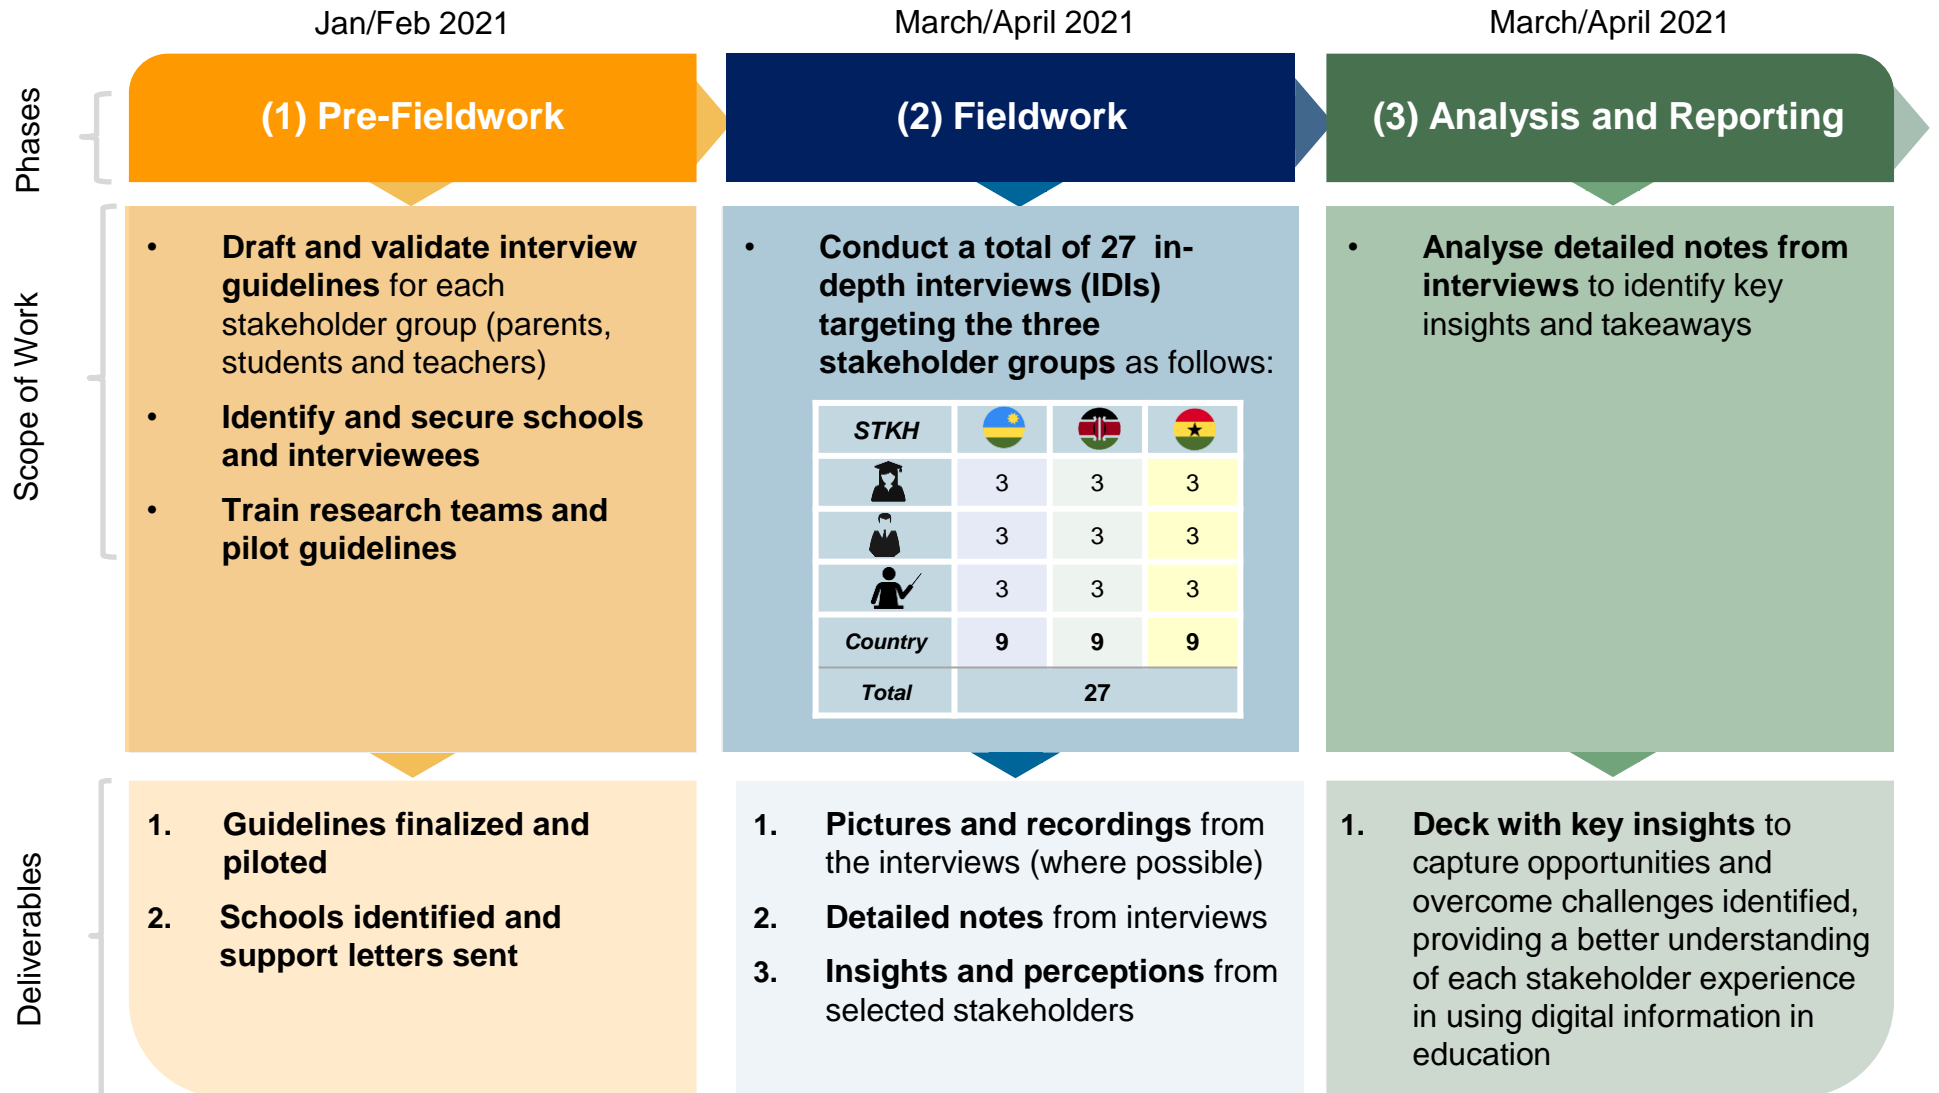 Jan/Feb 2021
March/April 2021
March/April 2021
Phases
(1) Pre-Fieldwork
(2) Fieldwork
(3) Analysis and Reporting
Scope of Work
• Draft and validate interview
guidelines for each
stakeholder group (parents,
students and teachers)
• Identify and secure schools
and interviewees
• Train research teams and
pilot guidelines
• Conduct a total of 27 in-
depth interviews (IDIs)
targeting the three
stakeholder groups as follows:
STKH
3 3 3
3 3 3
3 3 3
Country 9 9 9
Total 27
• Analyse detailed notes from
interviews to identify key
insights and takeaways
Deliverables
1. Guidelines finalized and
piloted
2. Schools identified and
support letters sent
1. Pictures and recordings from
the interviews (where possible)
2. Detailed notes from interviews
3. Insights and perceptions from
selected stakeholders
1. Deck with key insights to
capture opportunities and
overcome challenges identified,
providing a better understanding
of each stakeholder experience
in using digital information in
education